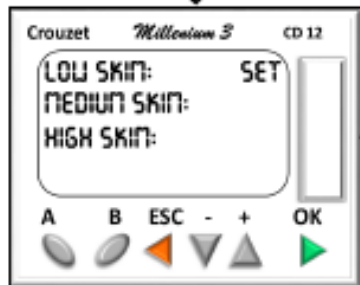 Crouzet Millenium 3 CD 12
LOW SKIN: SET
MEDIUM SKIN:
HIGH SKIN:
A B ESC - + OK